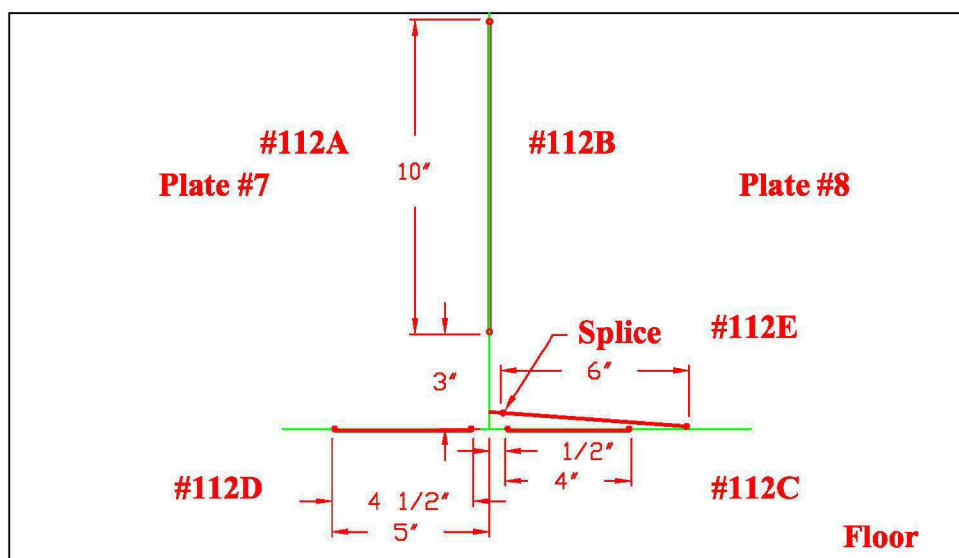 #112A
#112B
10″
Plate #7
Plate #8
Splice
#112E
6″
3″
1/2″
#112D
4″
#112C
4 1/2″
5″
Floor